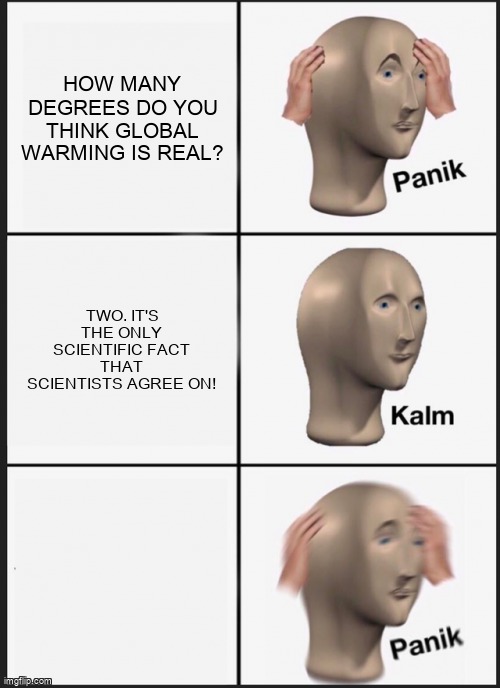 HOW MANY
DEGREES DO YOU
THINK GLOBAL
WARMING IS REAL?
Panik
TWO. IT'S
THE ONLY
SCIENTIFIC FACT
THAT
SCIENTISTS AGREE ON!
Kalm
Panik
imgflip.com